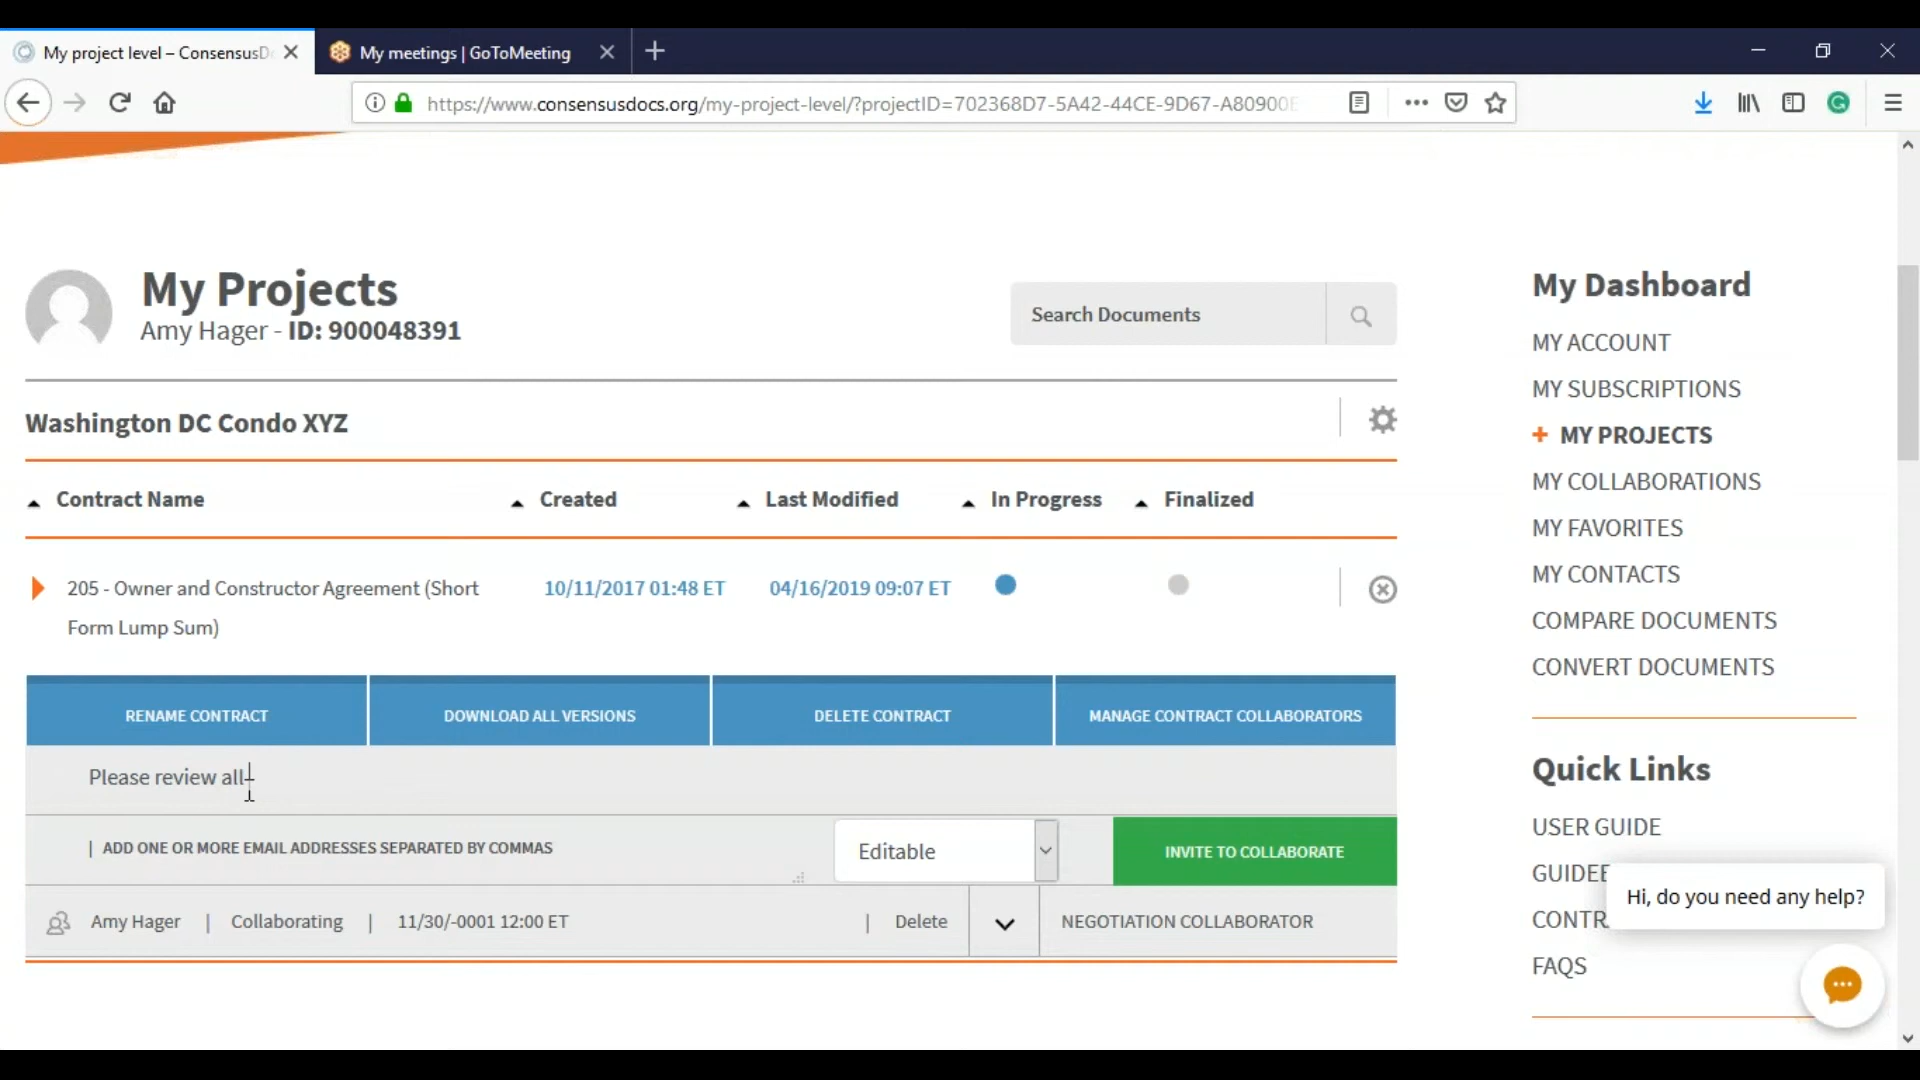 My project level – ConsensusD
My meetings | GoToMeeting
https://www.consensusdocs.org/my-project-level/?projectID=702368D7-5A42-44CE-9D67-A80900E
My Projects
Amy Hager - ID: 900048391
Search Documents
Washington DC Condo XYZ
Contract Name Created Last Modified In Progress Finalized
205 - Owner and Constructor Agreement (Short 10/11/2017 01:48 ET 04/16/2019 09:07 ET
Form Lump Sum)
RENAME CONTRACT DOWNLOAD ALL VERSIONS DELETE CONTRACT MANAGE CONTRACT COLLABORATORS
Please review all
| ADD ONE OR MORE EMAIL ADDRESSES SEPARATED BY COMMAS Editable INVITE TO COLLABORATE
Amy Hager | Collaborating | 11/30/-0001 12:00 ET | Delete NEGOTIATION COLLABORATOR
My Dashboard
MY ACCOUNT
MY SUBSCRIPTIONS
+ MY PROJECTS
MY COLLABORATIONS
MY FAVORITES
MY CONTACTS
COMPARE DOCUMENTS
CONVERT DOCUMENTS
Quick Links
USER GUIDE
GUIDE
CONTR
FAQS
Hi, do you need any help?